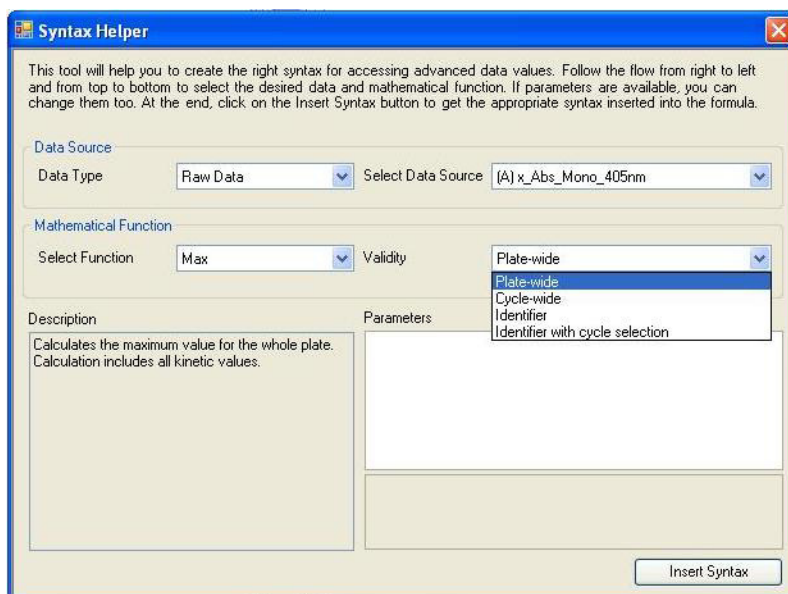 Syntax Helper
This tool will help you to create the right syntax for accessing advanced data values. Follow the flow from right to left
and from top to bottom to select the desired data and mathematical function. If parameters are available, you can
change them too. At the end, click on the Insert Syntax button to get the appropriate syntax inserted into the formula.
Data Source
Data Type Raw Data Select Data Source (A) x_Abs_Mono_405nm
Mathematical Function
Select Function Max Validity Plate-wide
Plate-wide
Cycle-wide
Identifier
Identifier with cycle selection
Description Parameters
Calculates the maximum value for the whole plate.
Calculation includes all kinetic values.
Insert Syntax